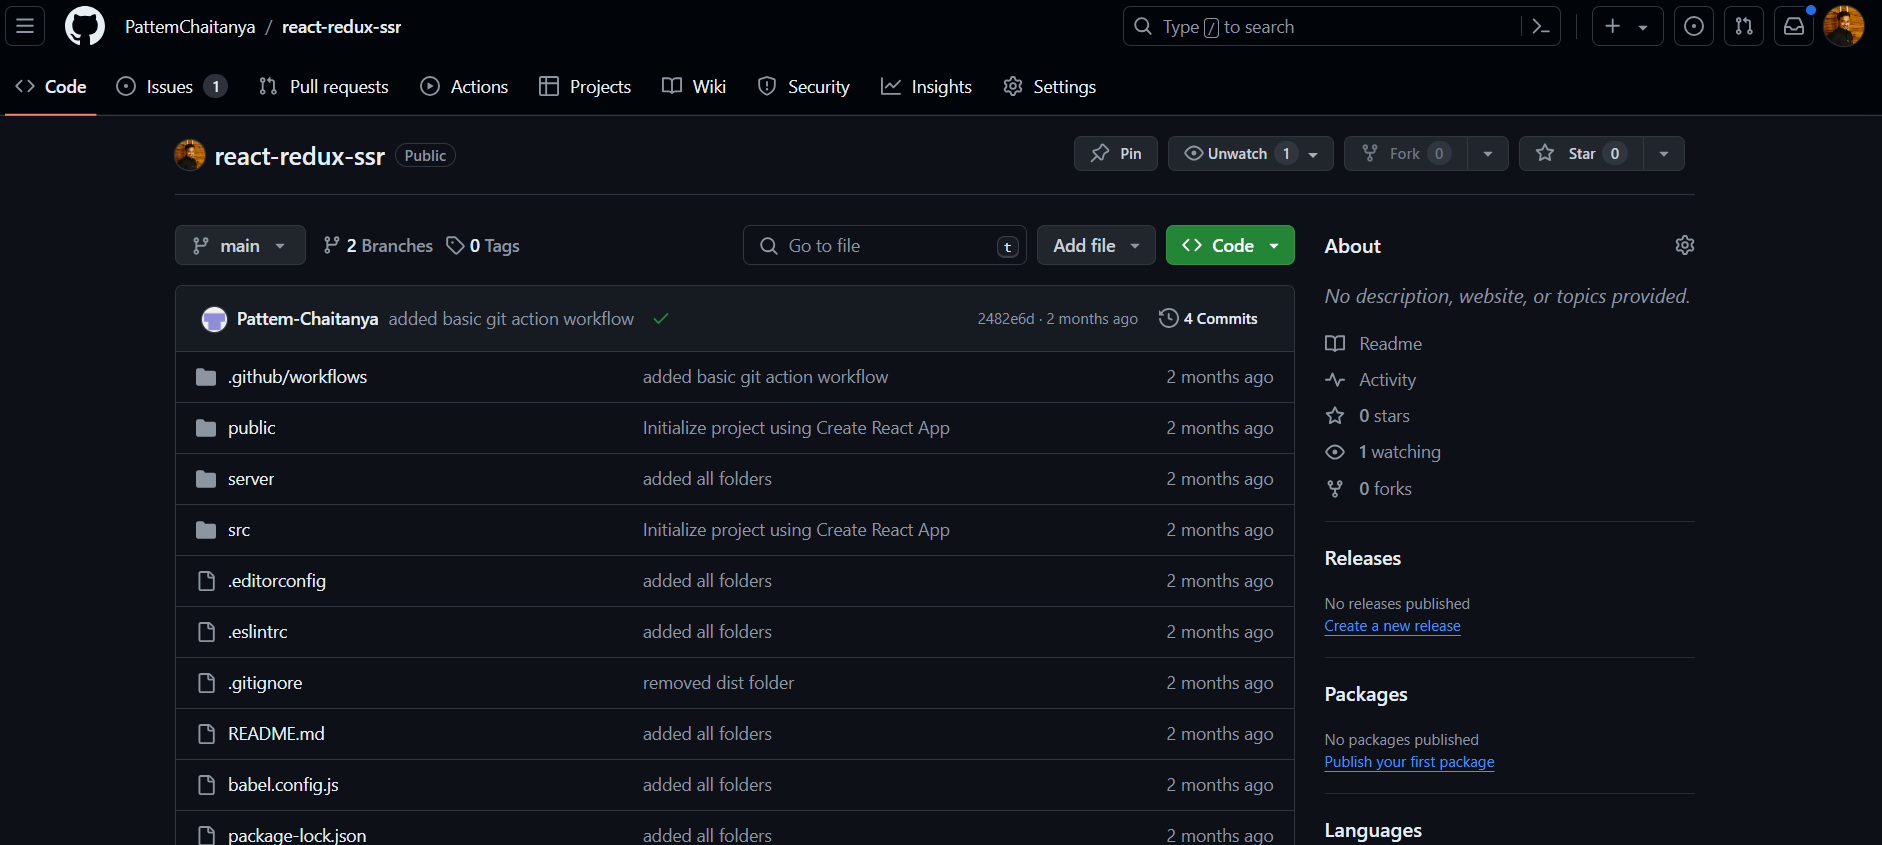 PattemChaitanya / react-redux-ssr
Type / to search
Code Issues 1 Pull requests Actions Projects Wiki Security Insights Settings
react-redux-ssr Public
Pin Unwatch 1 Fork 0 Star 0
main 2 Branches 0 Tags Go to file t Add file Code
Pattem-Chaitanya added basic git action workflow 2482e6d · 2 months ago 4 Commits
.github/workflows added basic git action workflow 2 months ago
public Initialize project using Create React App 2 months ago
server added all folders 2 months ago
src Initialize project using Create React App 2 months ago
.editorconfig added all folders 2 months ago
.eslintrc added all folders 2 months ago
.gitignore removed dist folder 2 months ago
README.md added all folders 2 months ago
babel.config.js added all folders 2 months ago
package-lock.json added all folders 2 months ago
About
No description, website, or topics provided.
Readme
Activity
0 stars
1 watching
0 forks
Releases
No releases published
Create a new release
Packages
No packages published
Publish your first package
Languages